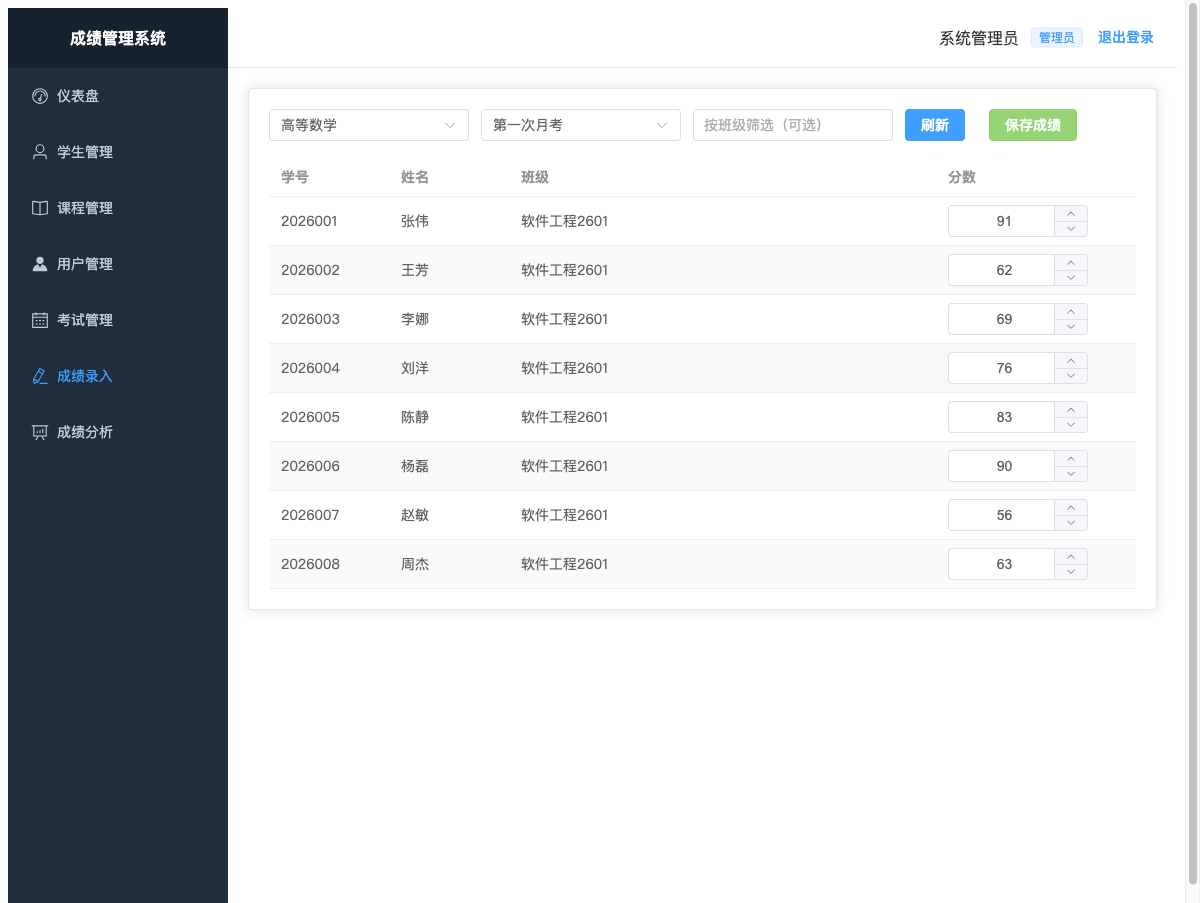 成绩管理系统
系统管理员 管理员 退出登录
仪表盘
学生管理
课程管理
用户管理
考试管理
成绩录入
成绩分析
高等数学 第一次月考 按班级筛选（可选） 刷新 保存成绩
学号 姓名 班级 分数
2026001 张伟 软件工程2601 91
2026002 王芳 软件工程2601 62
2026003 李娜 软件工程2601 69
2026004 刘洋 软件工程2601 76
2026005 陈静 软件工程2601 83
2026006 杨磊 软件工程2601 90
2026007 赵敏 软件工程2601 56
2026008 周杰 软件工程2601 63